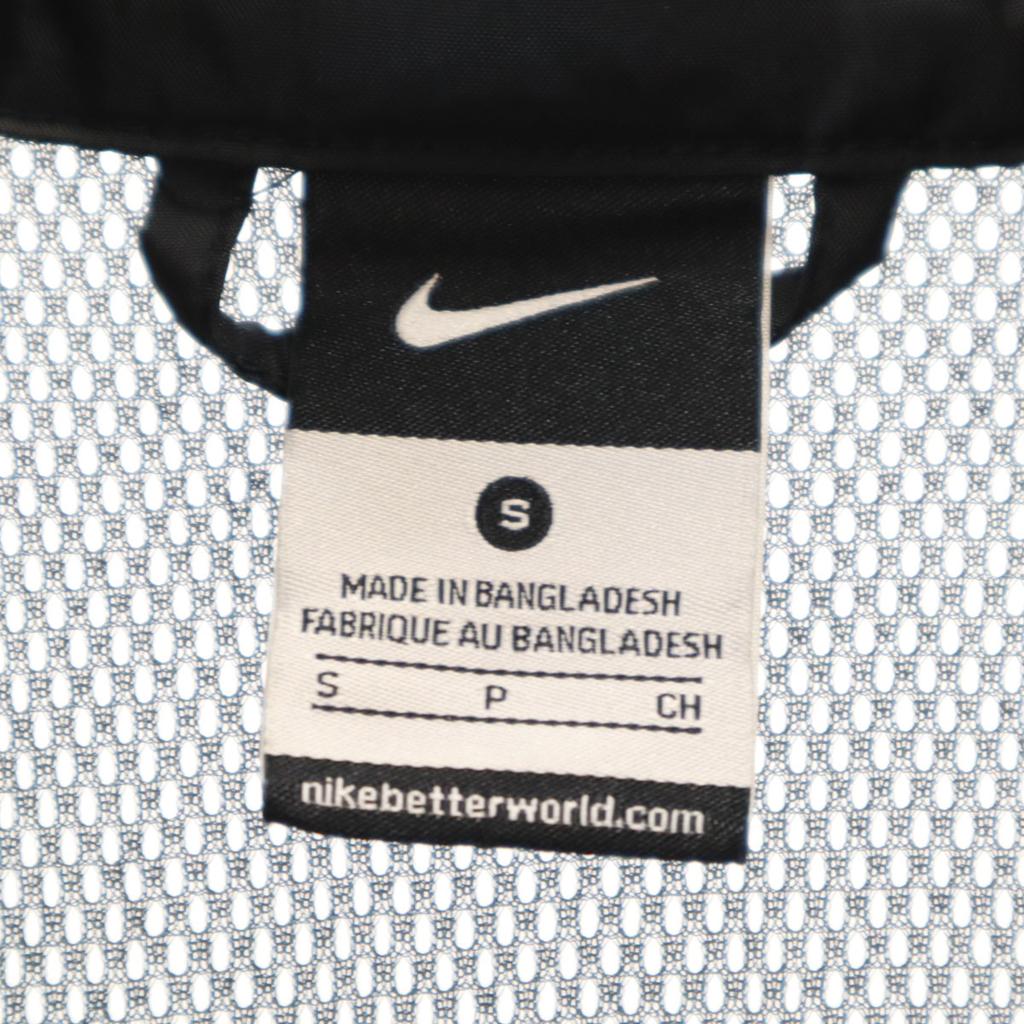 S
MADE IN BANGLADESH
FABRIQUE AU BANGLADESH
S P CH
nikebetterworld.com